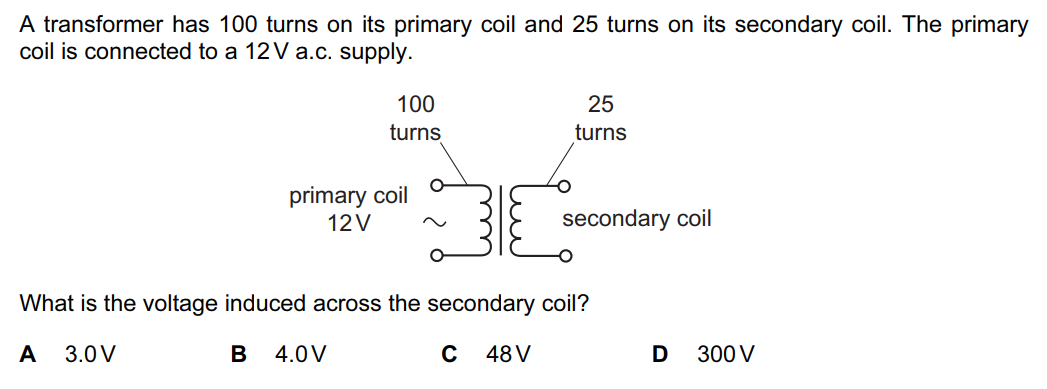 A transformer has 100 turns on its primary coil and 25 turns on its secondary coil. The primary
coil is connected to a 12 V a.c. supply.
100
turns
25
turns
primary coil
12 V
~
secondary coil
What is the voltage induced across the secondary coil?
A 3.0 V B 4.0 V C 48 V D 300 V